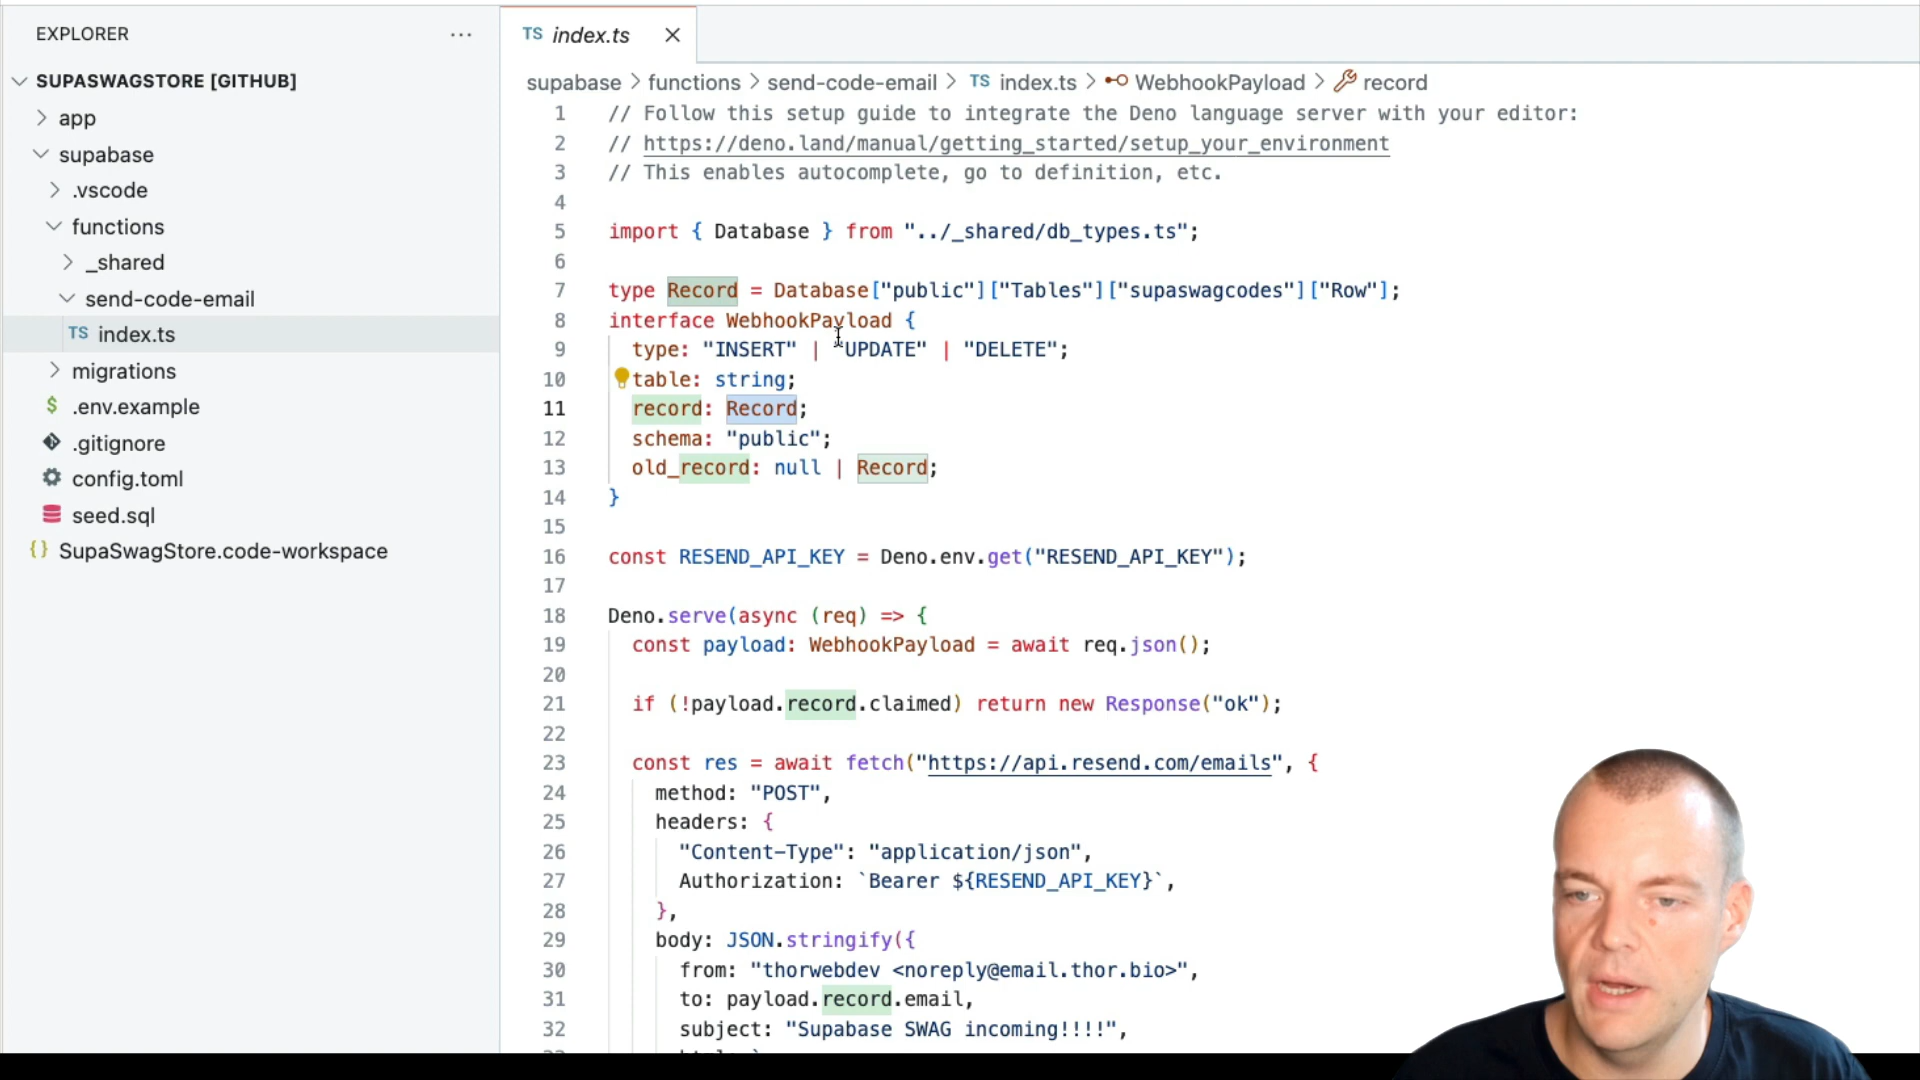 EXPLORER
···
SUPASWAGSTORE [GITHUB]
app
supabase
.vscode
functions
_shared
send-code-email
TS index.ts
migrations
$ .env.example
.gitignore
config.toml
seed.sql
{} SupaSwagStore.code-workspace
TS index.ts
supabase > functions > send-code-email > TS index.ts > WebhookPayload > record
1 // Follow this setup guide to integrate the Deno language server with your editor:
2 // https://deno.land/manual/getting_started/setup_your_environment
3 // This enables autocomplete, go to definition, etc.
4
5 import { Database } from "../_shared/db_types.ts";
6
7 type Record = Database["public"]["Tables"]["supaswagcodes"]["Row"];
8 interface WebhookPayload {
9 type: "INSERT" | "UPDATE" | "DELETE";
10 table: string;
11 record: Record;
12 schema: "public";
13 old_record: null | Record;
14 }
15
16 const RESEND_API_KEY = Deno.env.get("RESEND_API_KEY");
17
18 Deno.serve(async (req) => {
19 const payload: WebhookPayload = await req.json();
20
21 if (!payload.record.claimed) return new Response("ok");
22
23 const res = await fetch("https://api.resend.com/emails", {
24 method: "POST",
25 headers: {
26 "Content-Type": "application/json",
27 Authorization: `Bearer ${RESEND_API_KEY}`,
28 },
29 body: JSON.stringify({
30 from: "thorwebdev <noreply@email.thor.bio>",
31 to: payload.record.email,
32 subject: "Supabase SWAG incoming!!!!",